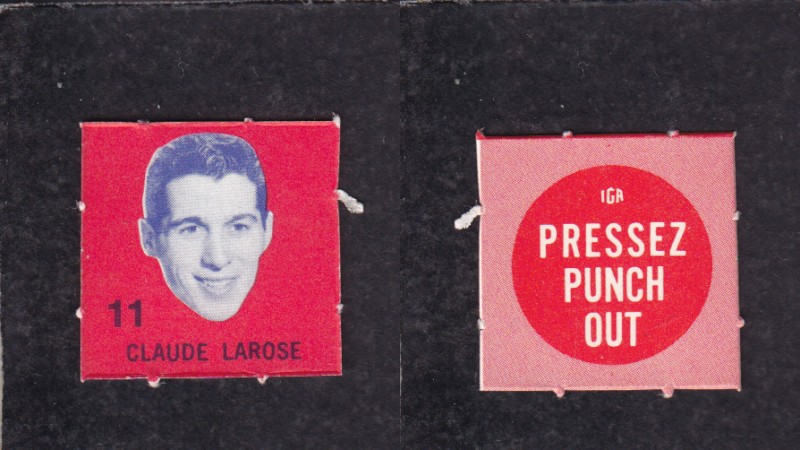 11
CLAUDE LAROSE
IGA
PRESSEZ
PUNCH
OUT